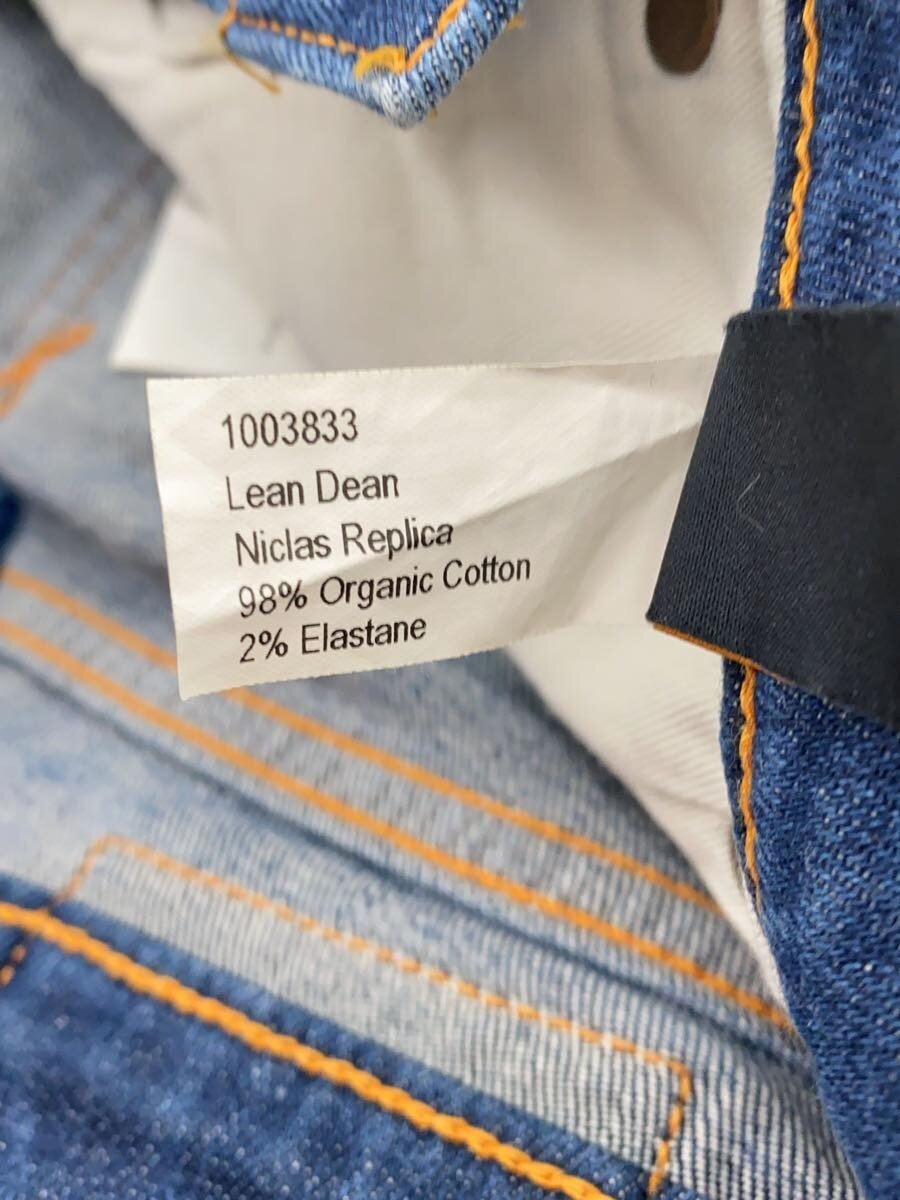 1003833
Lean Dean
Niclas Replica
98% Organic Cotton
2% Elastane